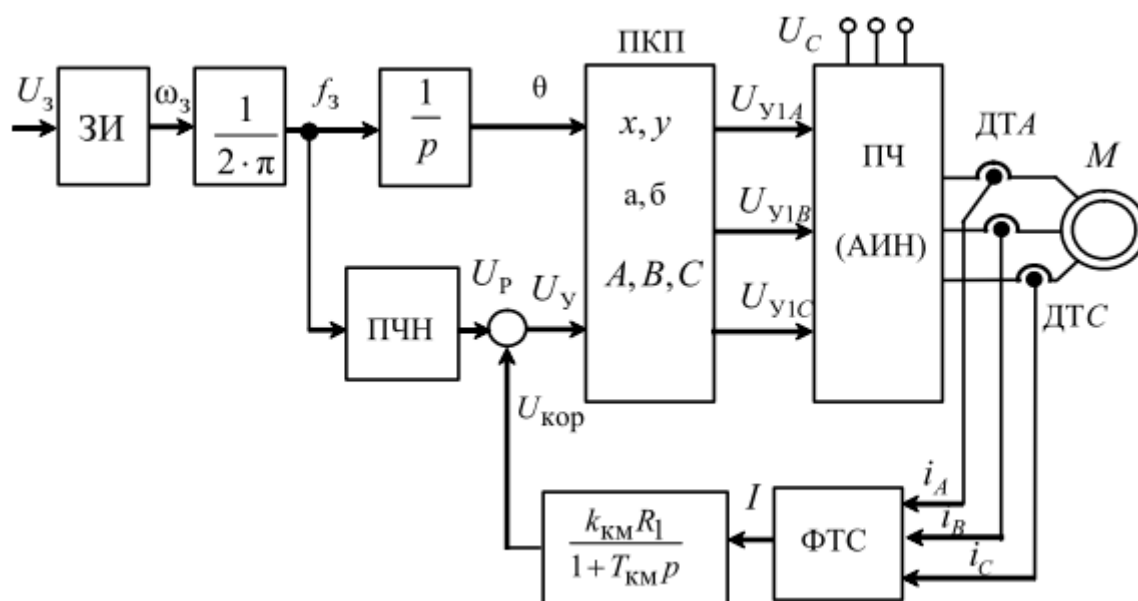 U_З
ЗИ
ω_З
1
2 · π
f_З
1
p
θ
ПКП
x, y
а, б
A, B, C
U_У1A
U_У1B
U_У1C
U_C
ПЧ
(АИН)
ДТA
M
ДТC
ПЧН
U_Р
U_У
U_кор
k_км R_1
1 + T_км p
I
ФТС
i_A
i_B
i_C